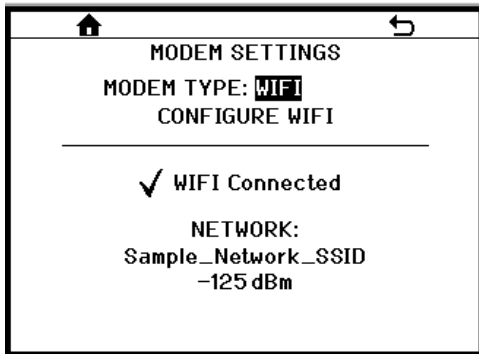 MODEM SETTINGS
MODEM TYPE: WIFI
CONFIGURE WIFI
WIFI Connected
NETWORK:
Sample_Network_SSID
-125 dBm